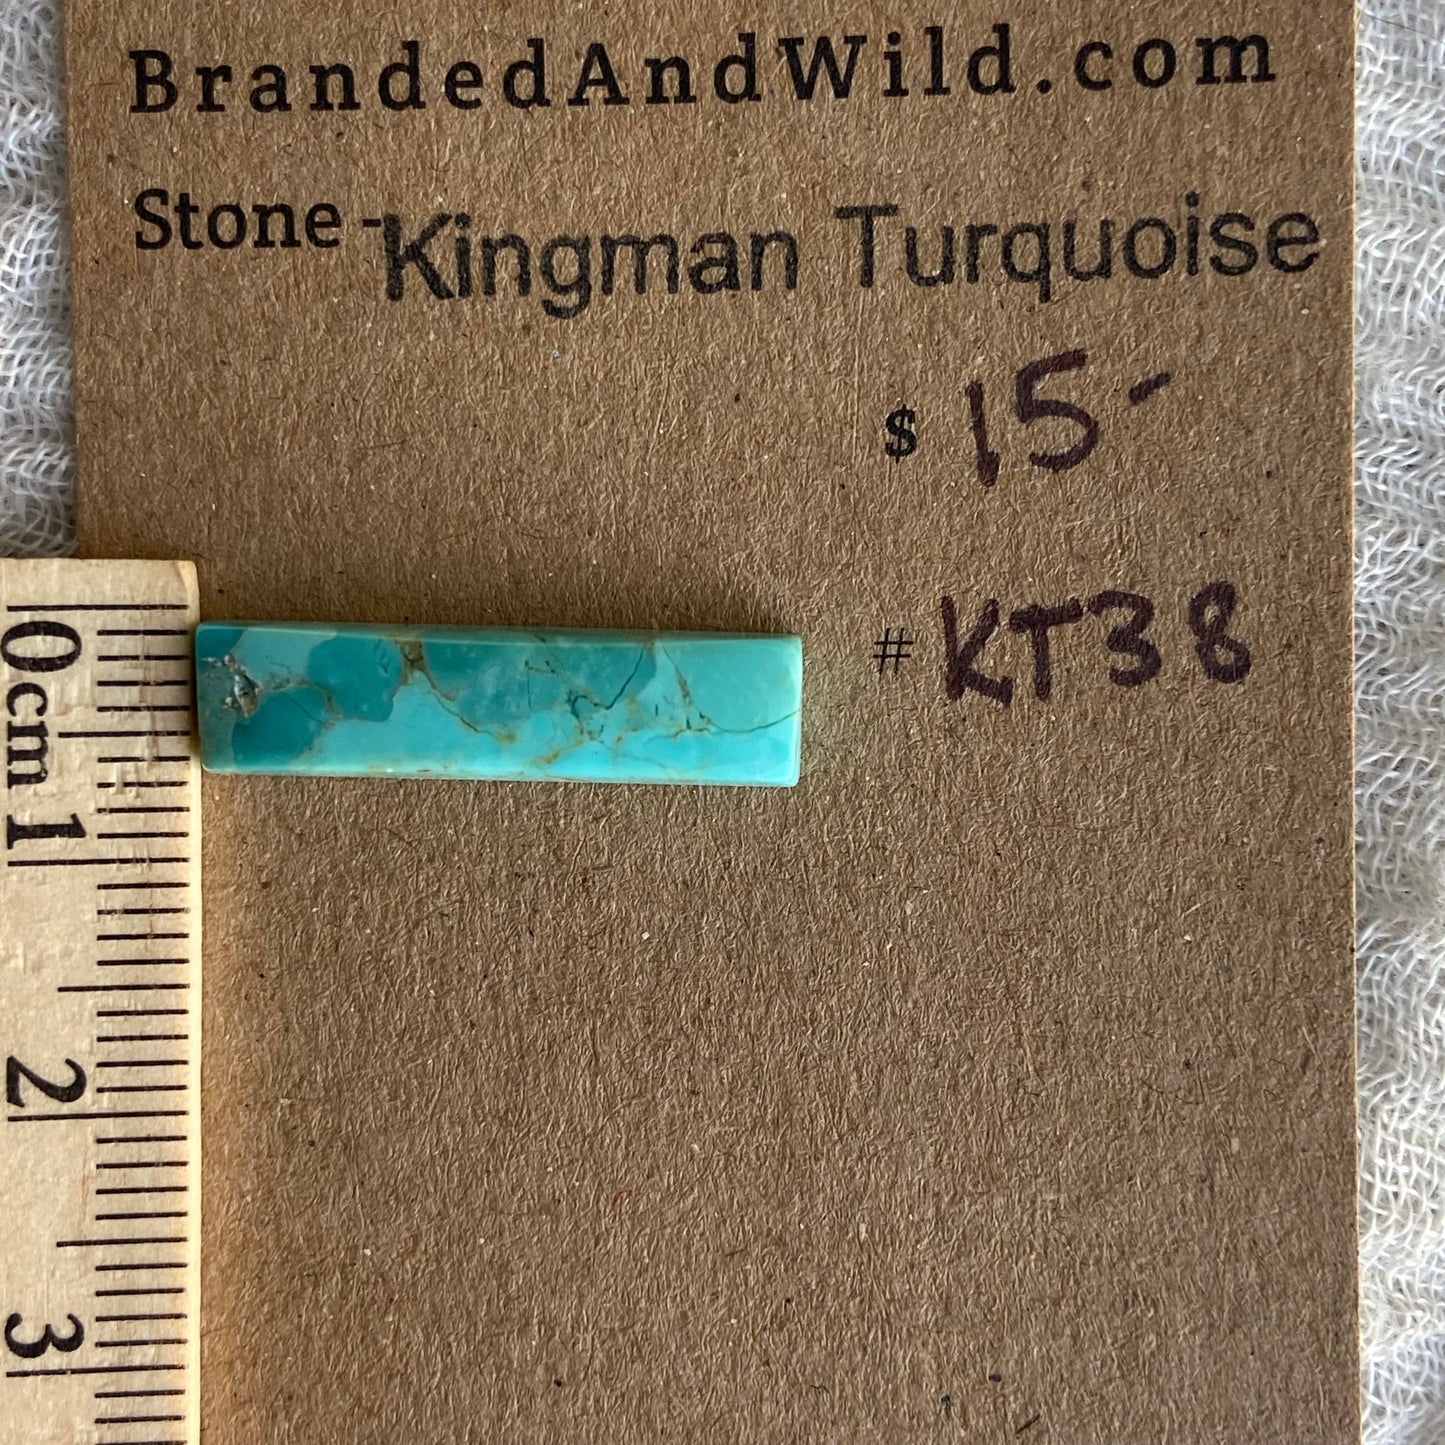 BrandedAndWild.com
Stone - Kingman Turquoise
$ 15-
# KT38
0cm 1 2 3